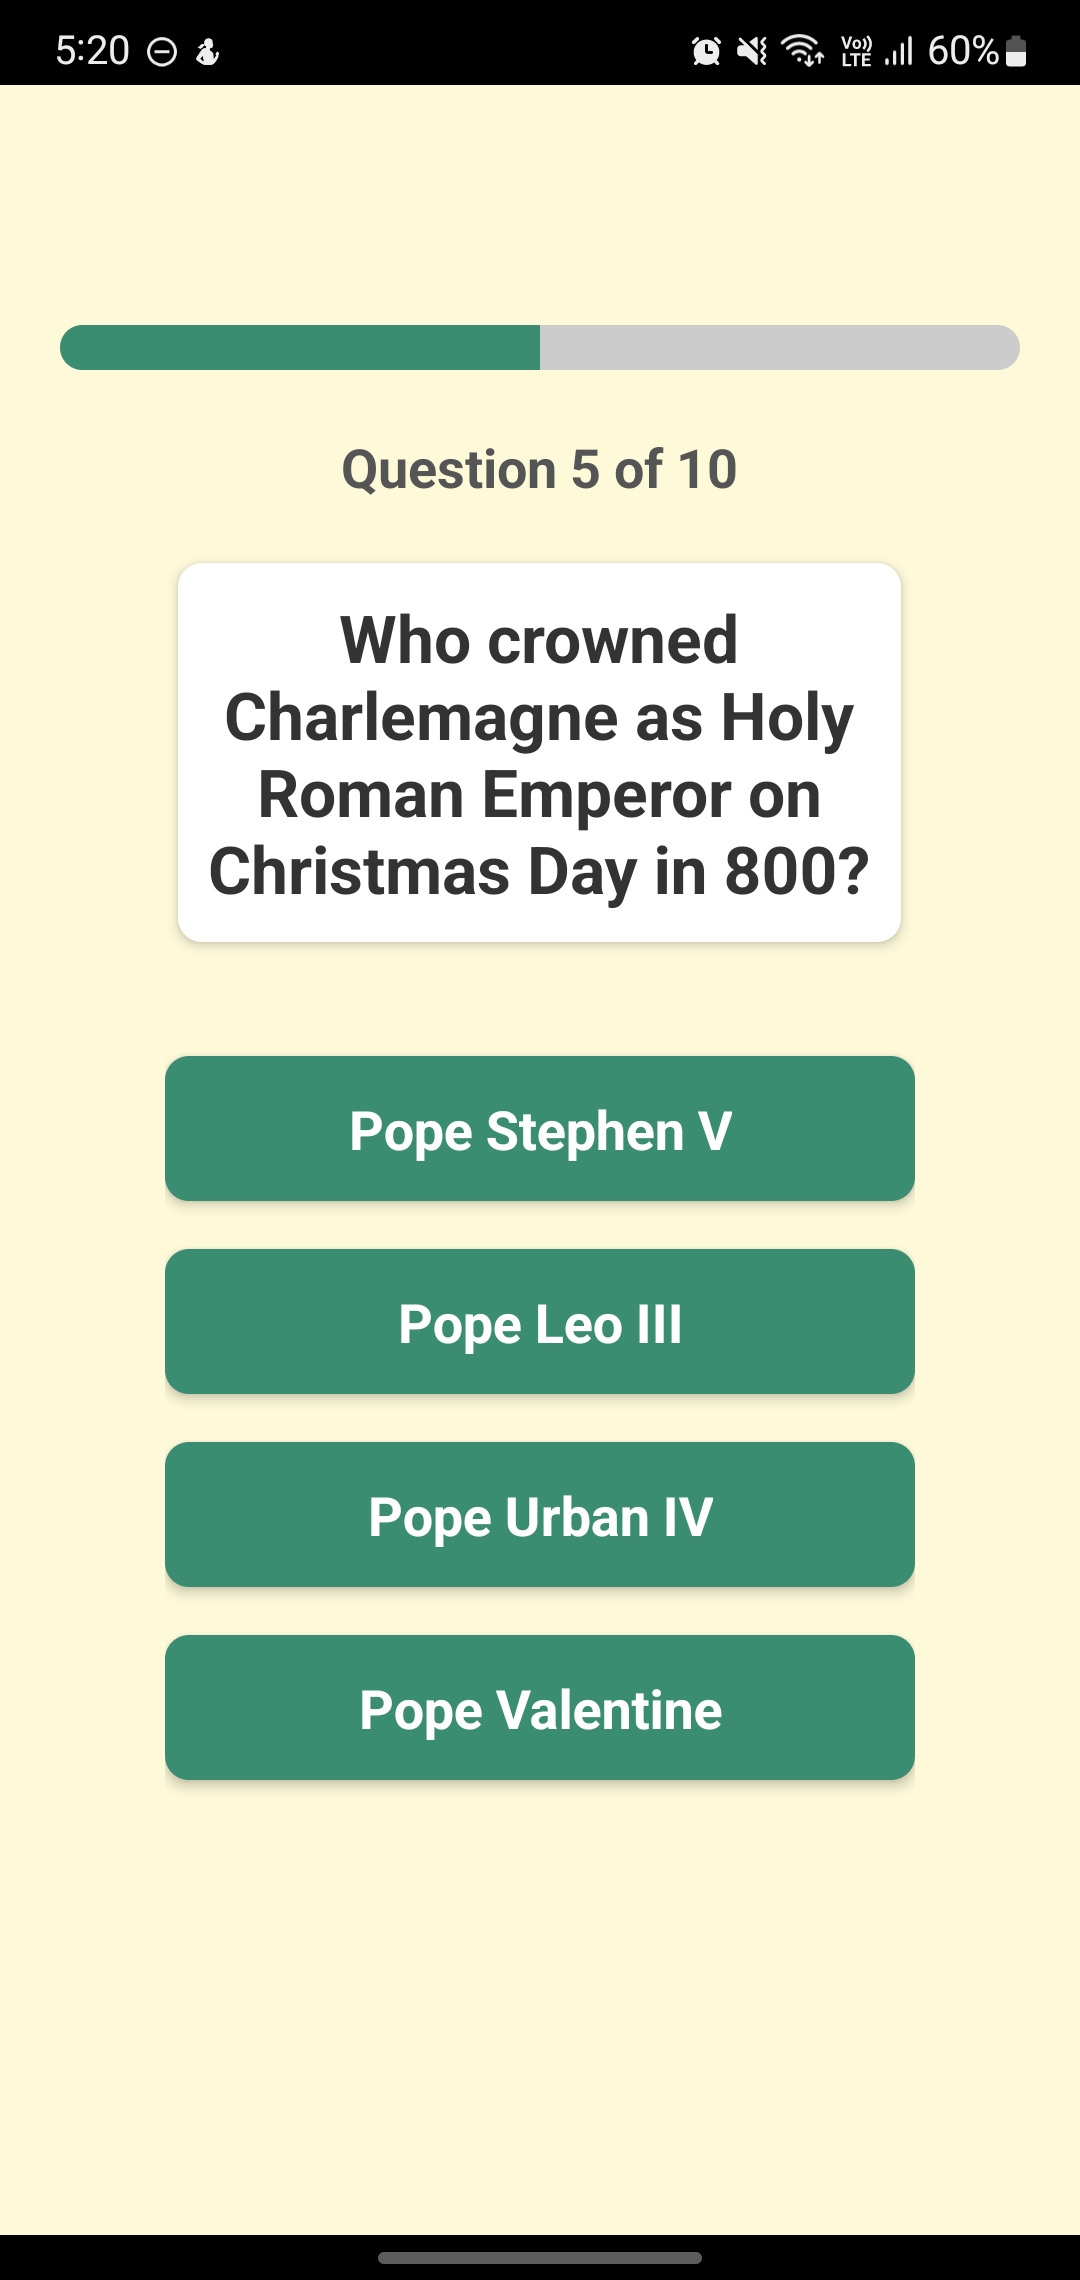 5:20
Vo)) LTE 60%
Question 5 of 10
Who crowned
Charlemagne as Holy
Roman Emperor on
Christmas Day in 800?
Pope Stephen V
Pope Leo III
Pope Urban IV
Pope Valentine